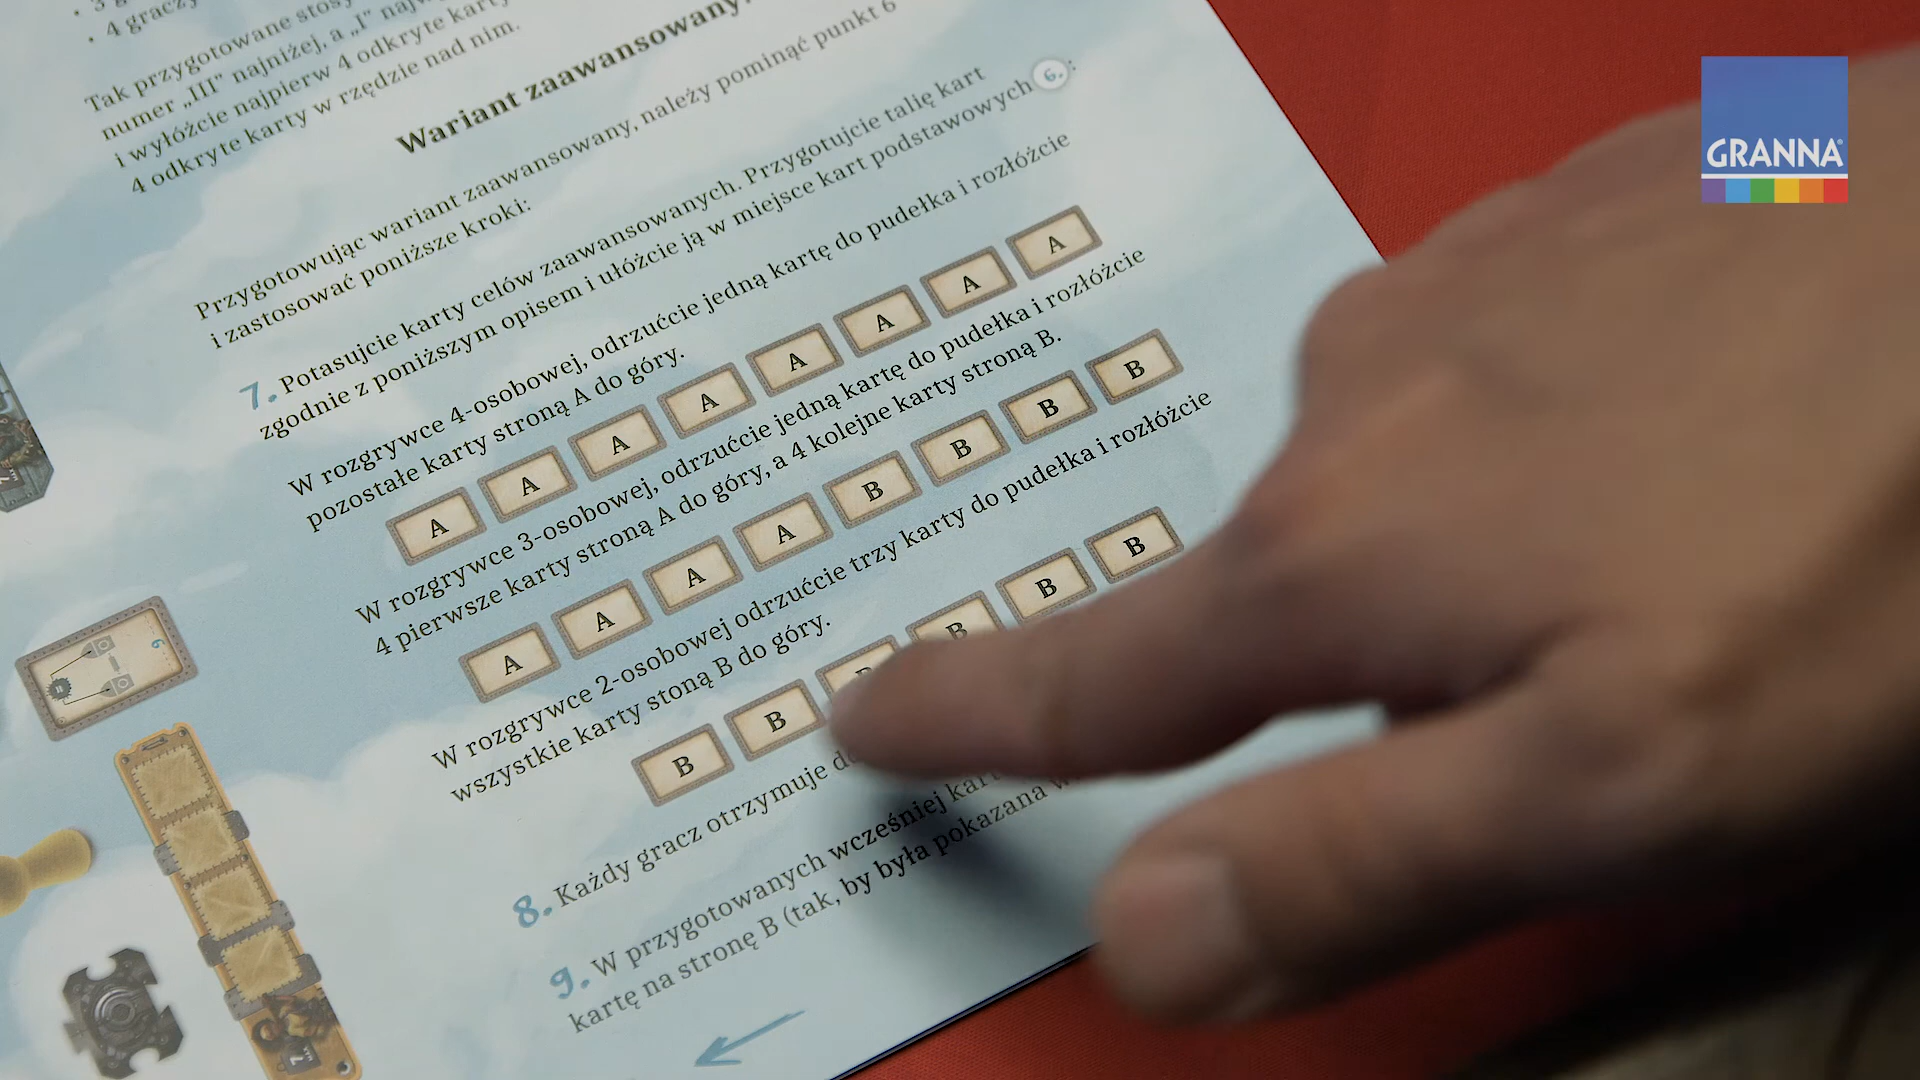 4 graczy
Tak przygotowane stosy
numer „III" najniżej, a „I" najw
i wyłóżcie najpierw 4 odkryte karty
4 odkryte karty w rzędzie nad nim.
Wariant zaawansowany:
Przygotowując wariant zaawansowany, należy pominąć punkt 6
i zastosować poniższe kroki:
7. Potasujcie karty celów zaawansowanych. Przygotujcie talię kart
zgodnie z poniższym opisem i ułóżcie ją w miejsce kart podstawowych 6. :
W rozgrywce 4-osobowej, odrzućcie jedną kartę do pudełka i rozłóżcie
pozostałe karty stroną A do góry.
A A A A A A A A
W rozgrywce 3-osobowej, odrzućcie jedną kartę do pudełka i rozłóżcie
4 pierwsze karty stroną A do góry, a 4 kolejne karty stroną B.
A A A A B B B B
W rozgrywce 2-osobowej odrzućcie trzy karty do pudełka i rozłóżcie
wszystkie karty stoną B do góry.
B B B B B B
8. Każdy gracz otrzymuje
9. W przygotowanych wcześniej
kartę na stronę B (tak, by była pokazana
GRANNA